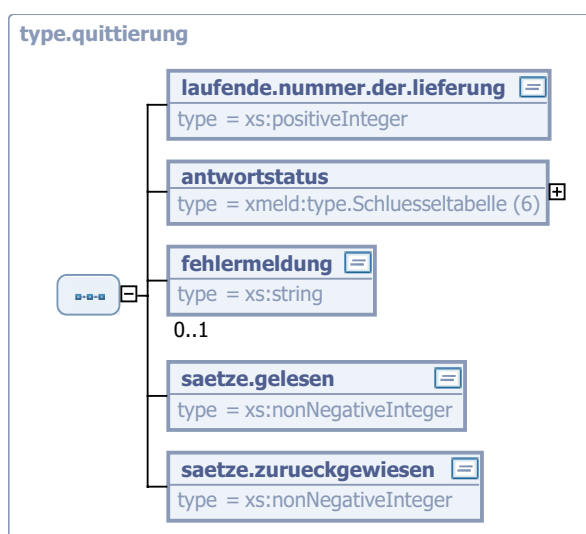 type.quittierung
laufende.nummer.der.lieferung
type = xs:positiveInteger
antwortstatus
type = xmeld:type.Schluesseltabelle (6)
fehlermeldung
type = xs:string
0..1
saetze.gelesen
type = xs:nonNegativeInteger
saetze.zurueckgewiesen
type = xs:nonNegativeInteger